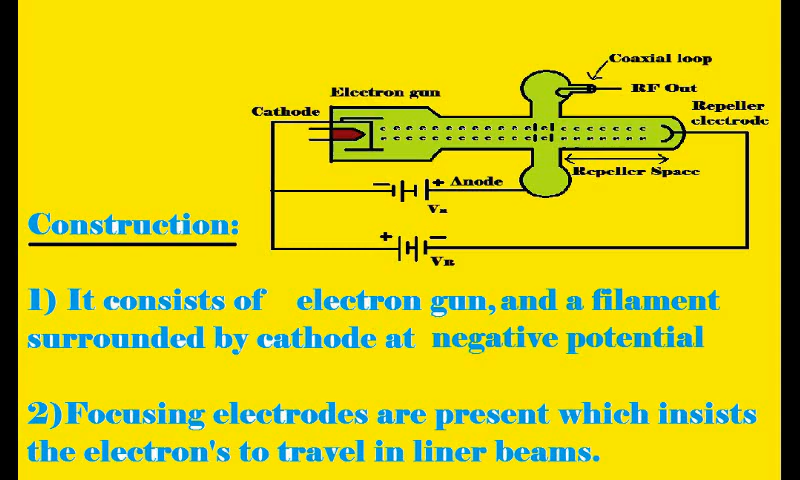 Coaxial loop
Electron gun
RF Out
Cathode
Repeller
electrode
Repeller Space
− + Anode
Va
+ −
VR
Construction:
1) It consists of electron gun, and a filament
surrounded by cathode at negative potential
2)Focusing electrodes are present which insists
the electron's to travel in liner beams.